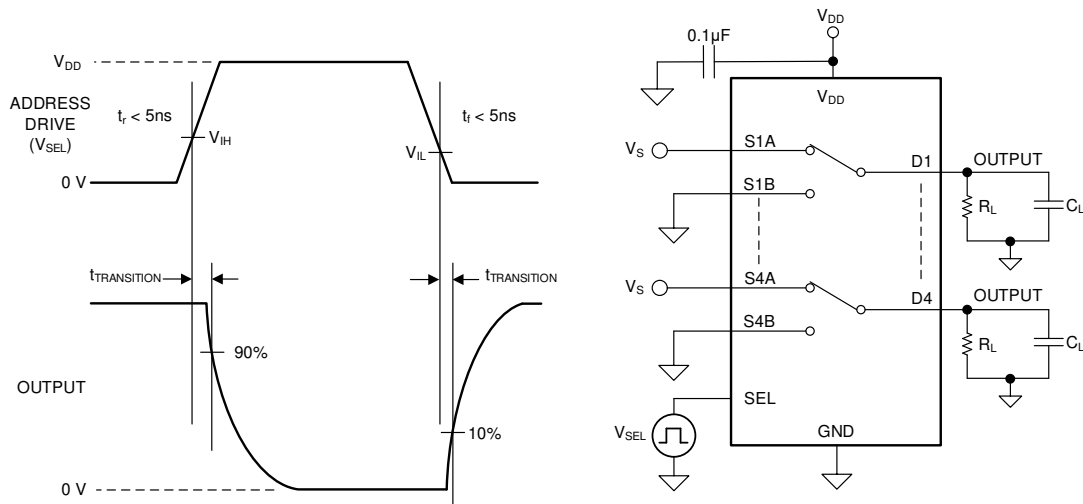 V_DD
ADDRESS
DRIVE
(V_SEL)
t_r < 5ns
V_IH
t_f < 5ns
V_IL
0 V
t_TRANSITION
t_TRANSITION
90%
OUTPUT
10%
0 V
V_DD
0.1µF
V_DD
V_S
S1A
D1
OUTPUT
S1B
R_L
C_L
V_S
S4A
D4
OUTPUT
S4B
R_L
C_L
SEL
V_SEL
GND